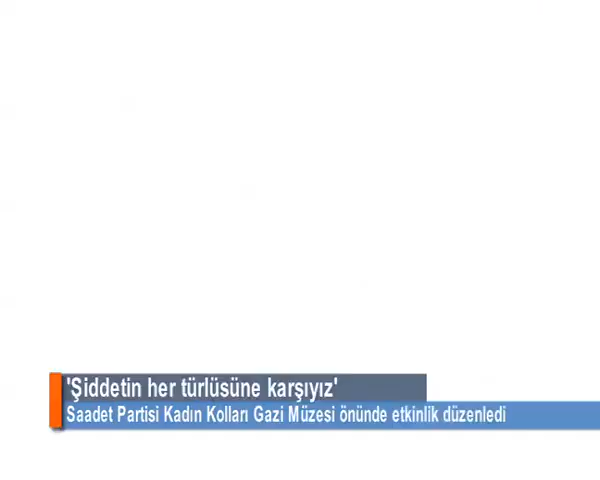 'Şiddetin her türlüsüne karşıyız'
Saadet Partisi Kadın Kolları Gazi Müzesi önünde etkinlik düzenledi